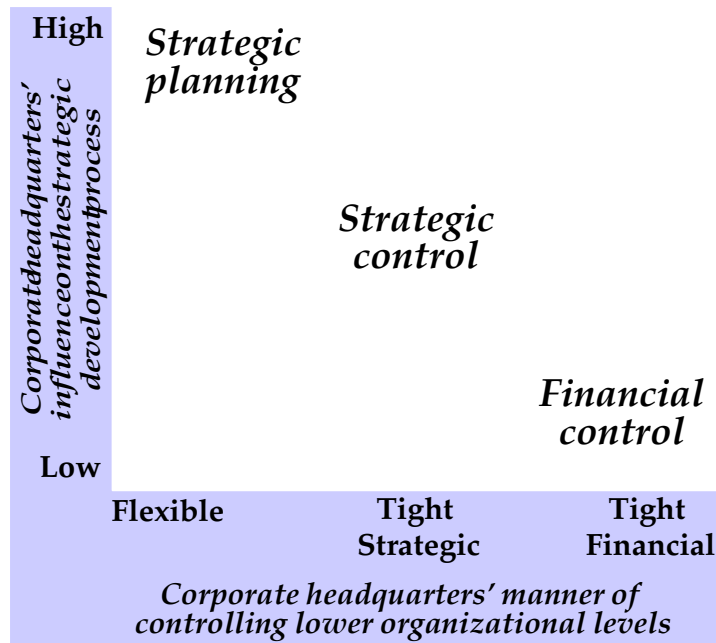 High
Strategic
planning
Corporateheadquarters'
influenceonthestrategic
developmentprocess
Strategic
control
Financial
control
Low
Flexible
Tight
Strategic
Tight
Financial
Corporate headquarters' manner of
controlling lower organizational levels